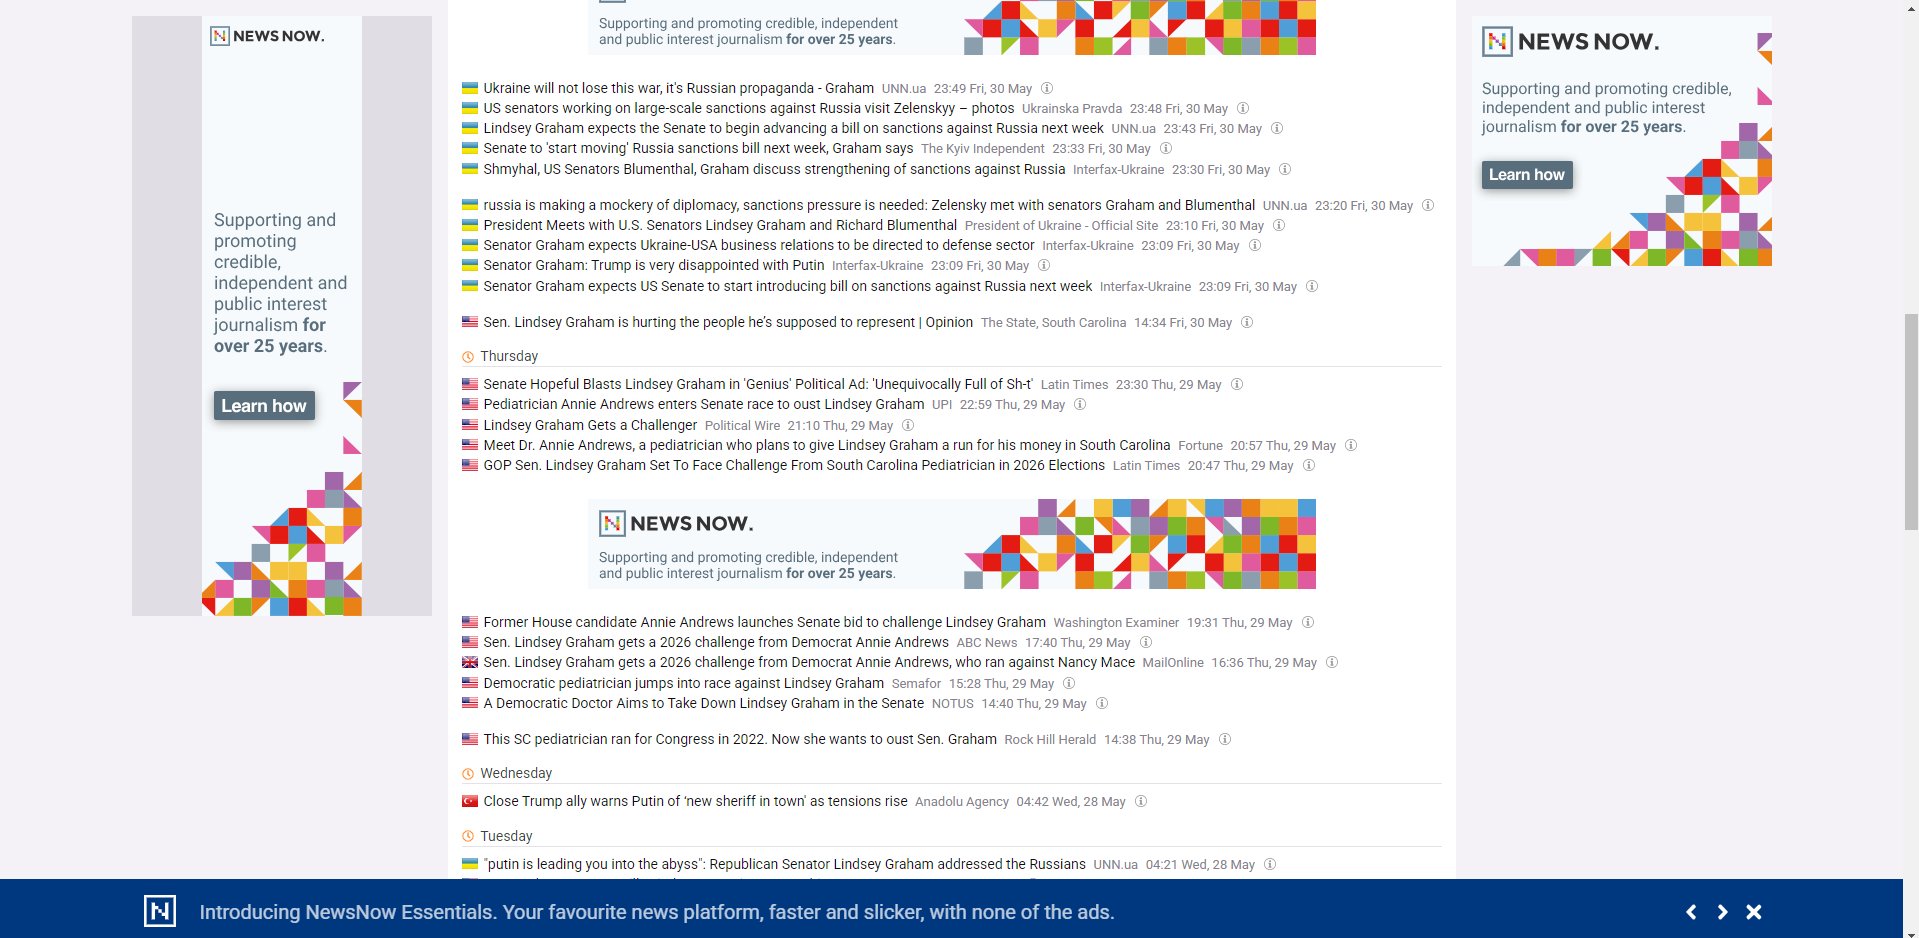 NEWS NOW.
Supporting and
promoting
credible,
independent and
public interest
journalism for
over 25 years.
Learn how
Supporting and promoting credible, independent
and public interest journalism for over 25 years.
Ukraine will not lose this war, it's Russian propaganda - Graham UNN.ua 23:49 Fri, 30 May
US senators working on large-scale sanctions against Russia visit Zelenskyy – photos Ukrainska Pravda 23:48 Fri, 30 May
Lindsey Graham expects the Senate to begin advancing a bill on sanctions against Russia next week UNN.ua 23:43 Fri, 30 May
Senate to 'start moving' Russia sanctions bill next week, Graham says The Kyiv Independent 23:33 Fri, 30 May
Shmyhal, US Senators Blumenthal, Graham discuss strengthening of sanctions against Russia Interfax-Ukraine 23:30 Fri, 30 May
russia is making a mockery of diplomacy, sanctions pressure is needed: Zelensky met with senators Graham and Blumenthal UNN.ua 23:20 Fri, 30 May
President Meets with U.S. Senators Lindsey Graham and Richard Blumenthal President of Ukraine - Official Site 23:10 Fri, 30 May
Senator Graham expects Ukraine-USA business relations to be directed to defense sector Interfax-Ukraine 23:09 Fri, 30 May
Senator Graham: Trump is very disappointed with Putin Interfax-Ukraine 23:09 Fri, 30 May
Senator Graham expects US Senate to start introducing bill on sanctions against Russia next week Interfax-Ukraine 23:09 Fri, 30 May
Sen. Lindsey Graham is hurting the people he’s supposed to represent | Opinion The State, South Carolina 14:34 Fri, 30 May
Thursday
Senate Hopeful Blasts Lindsey Graham in 'Genius' Political Ad: 'Unequivocally Full of Sh-t' Latin Times 23:30 Thu, 29 May
Pediatrician Annie Andrews enters Senate race to oust Lindsey Graham UPI 22:59 Thu, 29 May
Lindsey Graham Gets a Challenger Political Wire 21:10 Thu, 29 May
Meet Dr. Annie Andrews, a pediatrician who plans to give Lindsey Graham a run for his money in South Carolina Fortune 20:57 Thu, 29 May
GOP Sen. Lindsey Graham Set To Face Challenge From South Carolina Pediatrician in 2026 Elections Latin Times 20:47 Thu, 29 May
NEWS NOW.
Supporting and promoting credible, independent
and public interest journalism for over 25 years.
Former House candidate Annie Andrews launches Senate bid to challenge Lindsey Graham Washington Examiner 19:31 Thu, 29 May
Sen. Lindsey Graham gets a 2026 challenge from Democrat Annie Andrews ABC News 17:40 Thu, 29 May
Sen. Lindsey Graham gets a 2026 challenge from Democrat Annie Andrews, who ran against Nancy Mace MailOnline 16:36 Thu, 29 May
Democratic pediatrician jumps into race against Lindsey Graham Semafor 15:28 Thu, 29 May
A Democratic Doctor Aims to Take Down Lindsey Graham in the Senate NOTUS 14:40 Thu, 29 May
This SC pediatrician ran for Congress in 2022. Now she wants to oust Sen. Graham Rock Hill Herald 14:38 Thu, 29 May
Wednesday
Close Trump ally warns Putin of ‘new sheriff in town’ as tensions rise Anadolu Agency 04:42 Wed, 28 May
Tuesday
"putin is leading you into the abyss": Republican Senator Lindsey Graham addressed the Russians UNN.ua 04:21 Wed, 28 May
NEWS NOW.
Supporting and promoting credible,
independent and public interest
journalism for over 25 years.
Learn how
Introducing NewsNow Essentials. Your favourite news platform, faster and slicker, with none of the ads.